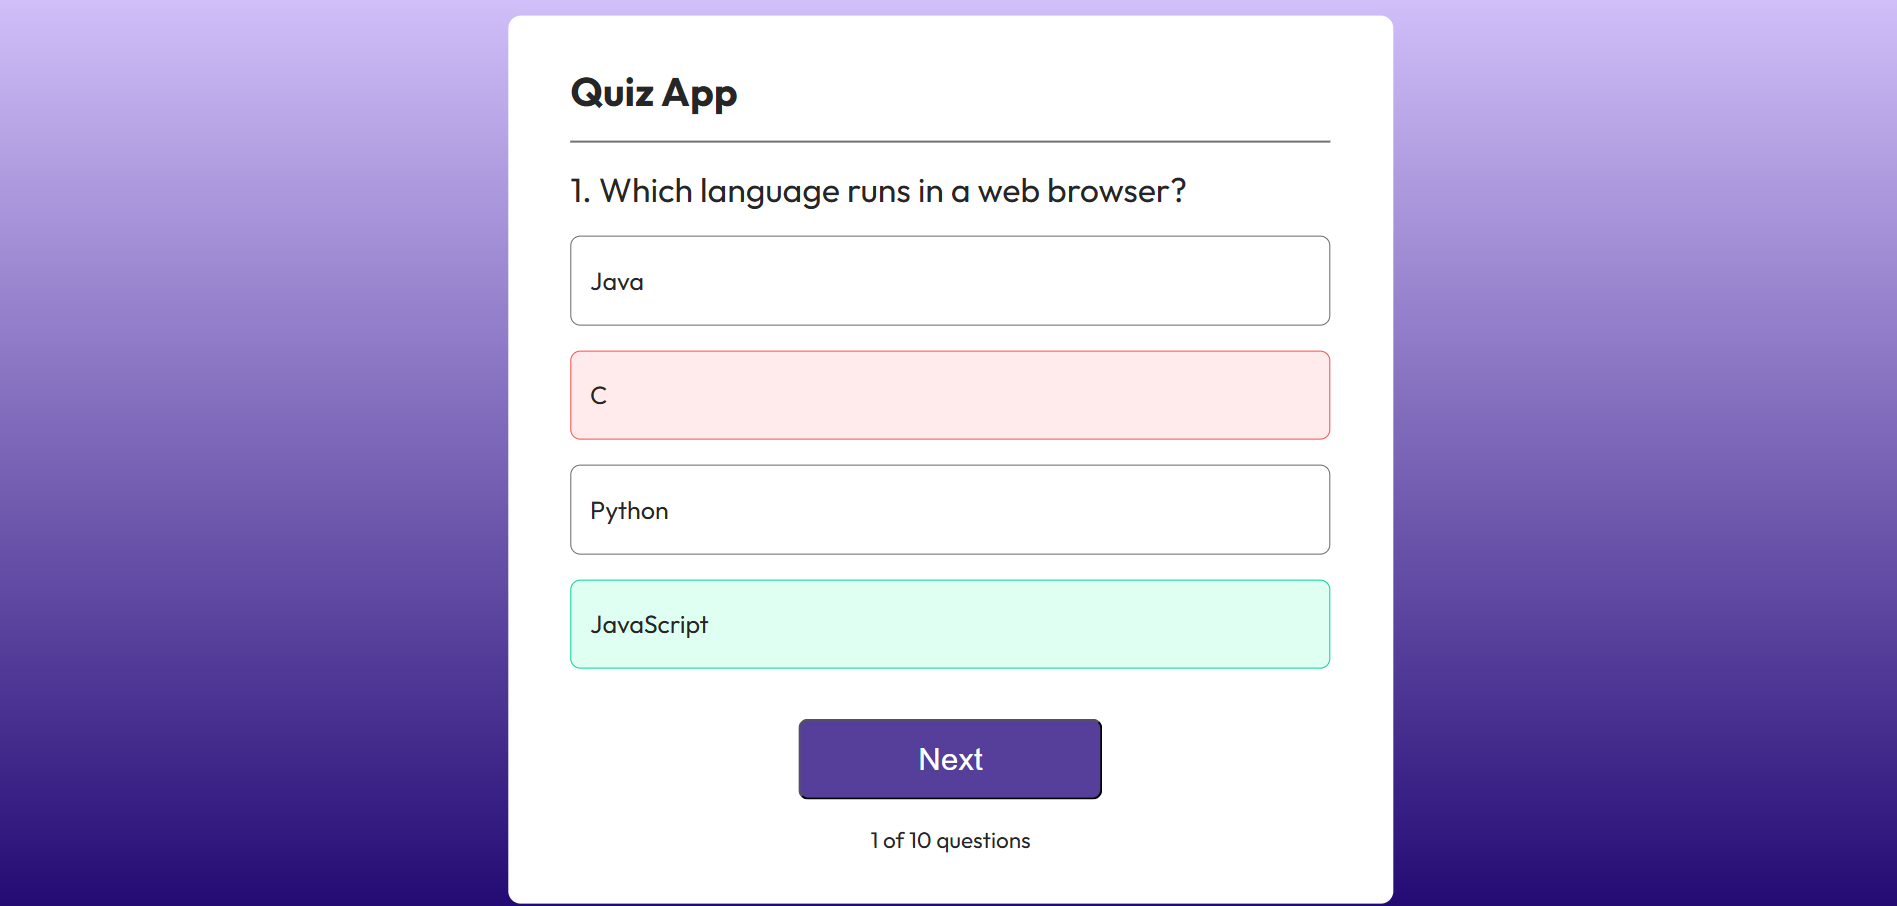 Quiz App
1. Which language runs in a web browser?
Java
C
Python
JavaScript
Next
1 of 10 questions